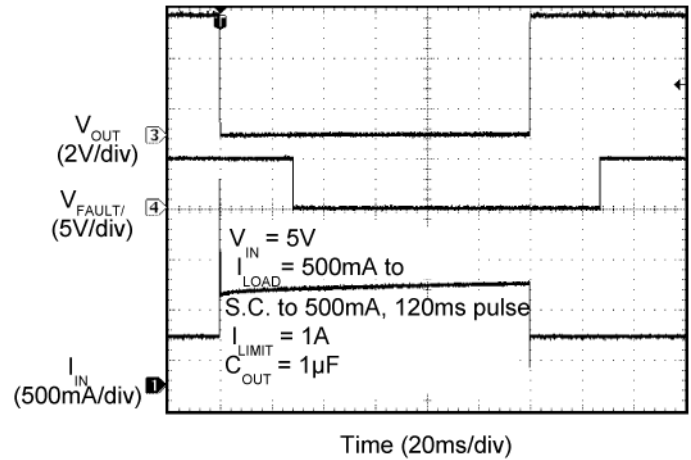 T
V_OUT
(2V/div)
3
V_FAULT/
(5V/div)
4
V_IN = 5V
I_LOAD = 500mA to
S.C. to 500mA, 120ms pulse
I_LIMIT = 1A
C_OUT = 1µF
I_IN
(500mA/div)
1
Time (20ms/div)